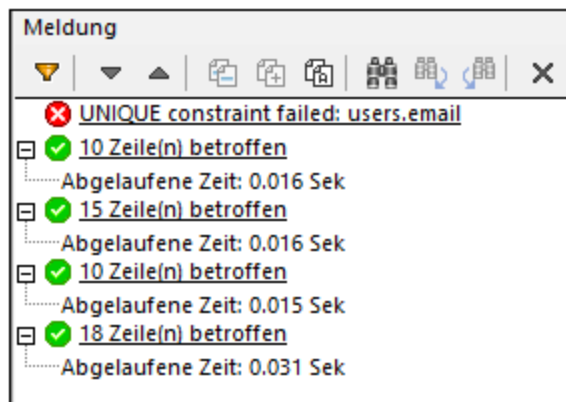 Meldung
UNIQUE constraint failed: users.email
10 Zeile(n) betroffen
Abgelaufene Zeit: 0.016 Sek
15 Zeile(n) betroffen
Abgelaufene Zeit: 0.016 Sek
10 Zeile(n) betroffen
Abgelaufene Zeit: 0.015 Sek
18 Zeile(n) betroffen
Abgelaufene Zeit: 0.031 Sek